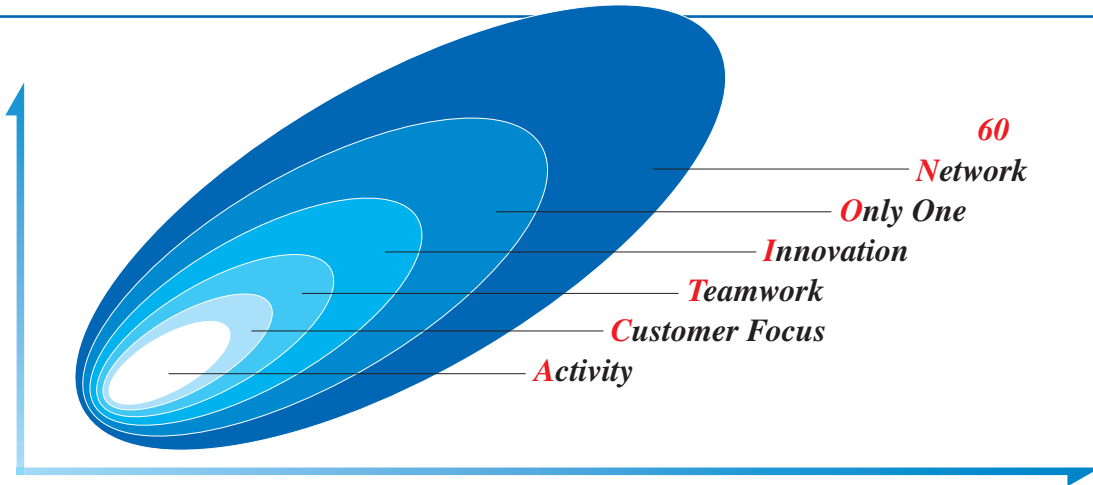 60
Network
Only One
Innovation
Teamwork
Customer Focus
Activity